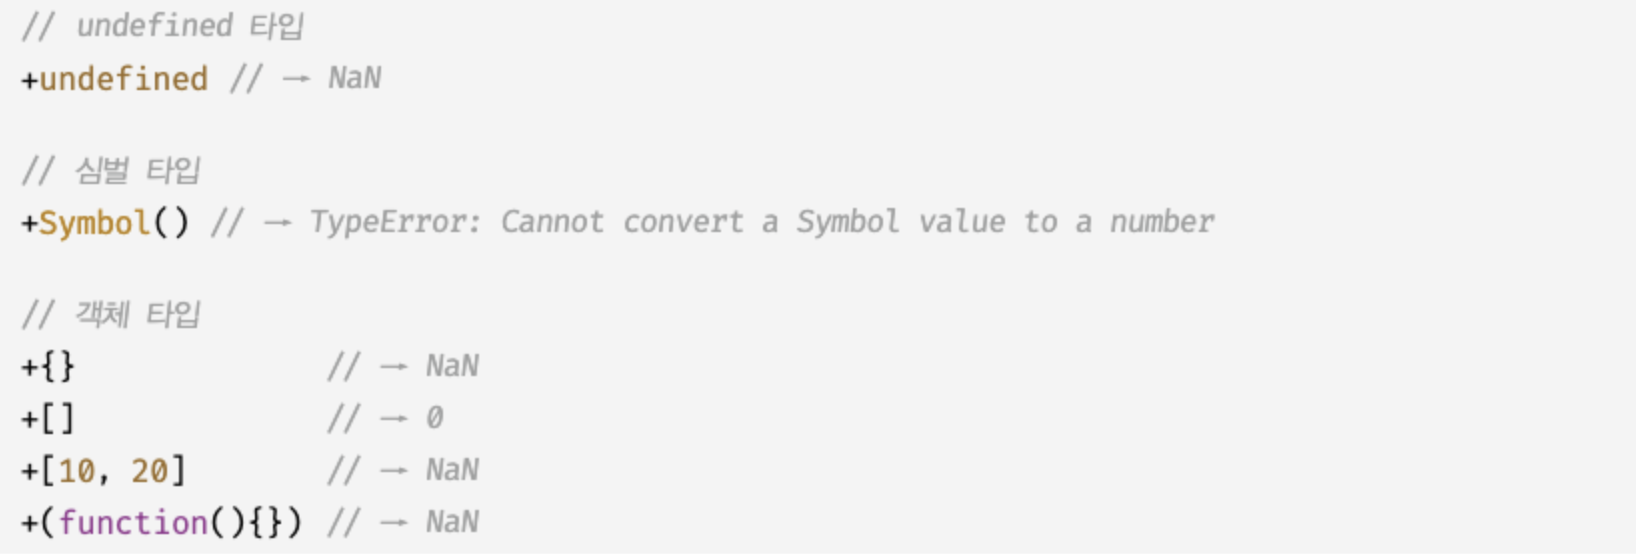 // undefined 타입
+undefined // → NaN
// 심벌 타입
+Symbol() // → TypeError: Cannot convert a Symbol value to a number
// 객체 타입
+{} // → NaN
+[] // → 0
+[10, 20] // → NaN
+(function(){}) // → NaN